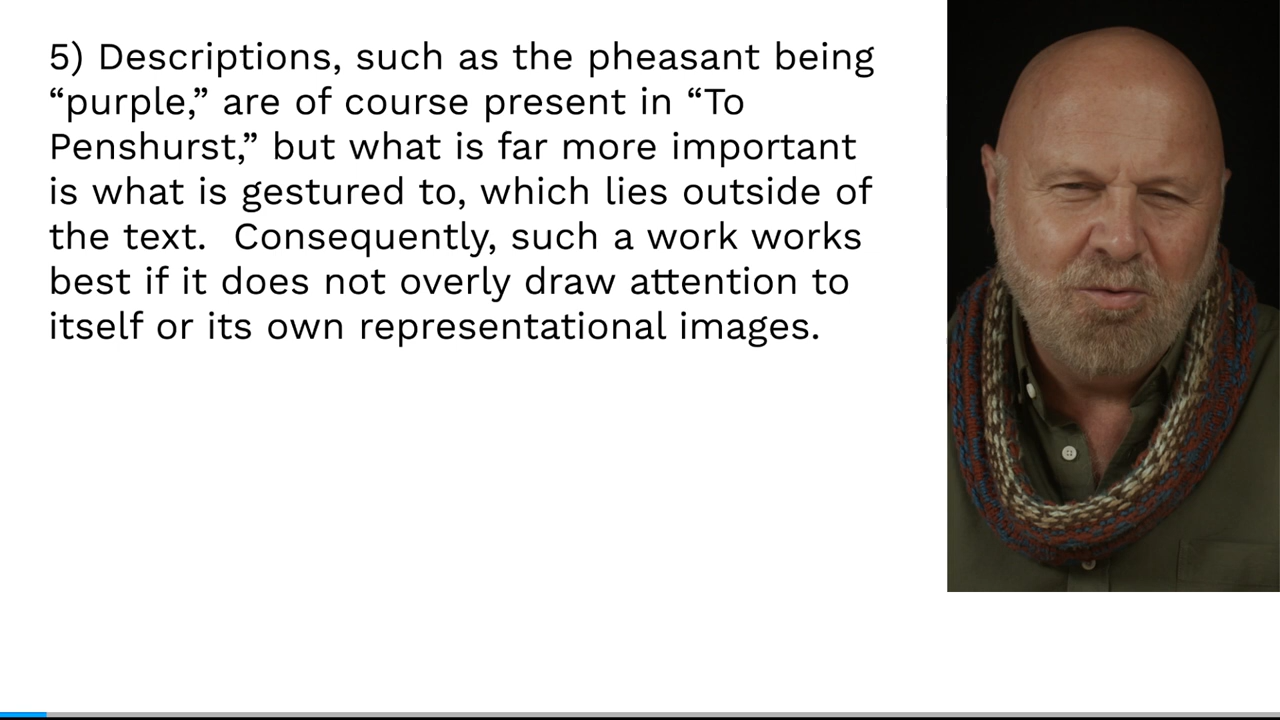 5) Descriptions, such as the pheasant being
“purple,” are of course present in “To
Penshurst,” but what is far more important
is what is gestured to, which lies outside of
the text.  Consequently, such a work works
best if it does not overly draw attention to
itself or its own representational images.